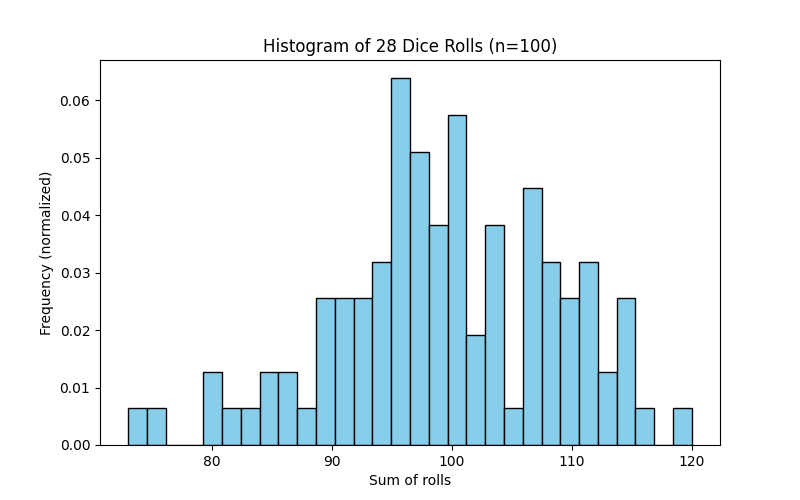 Histogram of 28 Dice Rolls (n=100)
Frequency (normalized)
0.06
0.05
0.04
0.03
0.02
0.01
0.00
80 90 100 110 120
Sum of rolls